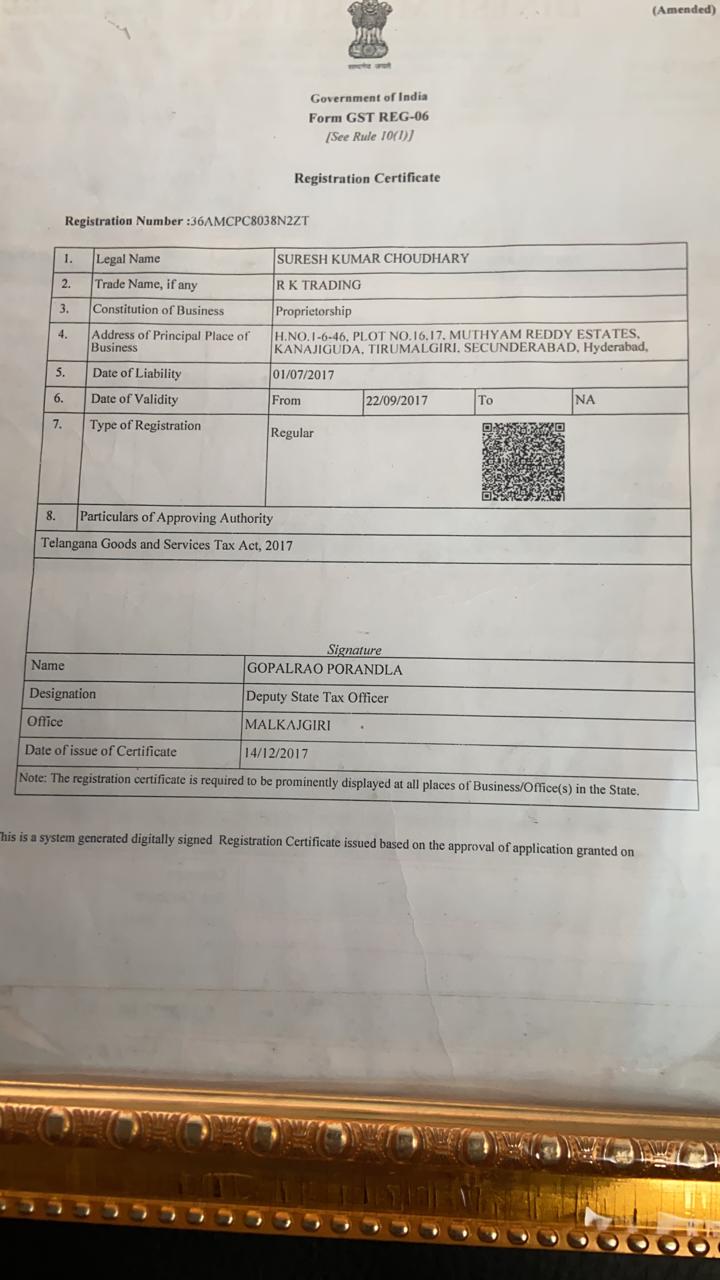 (Amended)
सत्यमेव जयते
Government of India
Form GST REG-06
[See Rule 10(1)]
Registration Certificate
Registration Number :36AMCPC8038N2ZT
1. Legal Name SURESH KUMAR CHOUDHARY
2. Trade Name, if any R K TRADING
3. Constitution of Business Proprietorship
4. Address of Principal Place of Business H.NO.1-6-46, PLOT NO.16,17, MUTHYAM REDDY ESTATES, KANAJIGUDA, TIRUMALGIRI, SECUNDERABAD, Hyderabad,
5. Date of Liability 01/07/2017
6. Date of Validity From 22/09/2017 To NA
7. Type of Registration Regular
8. Particulars of Approving Authority
Telangana Goods and Services Tax Act, 2017
Signature
Name GOPALRAO PORANDLA
Designation Deputy State Tax Officer
Office MALKAJGIRI
Date of issue of Certificate 14/12/2017
Note: The registration certificate is required to be prominently displayed at all places of Business/Office(s) in the State.
This is a system generated digitally signed Registration Certificate issued based on the approval of application granted on